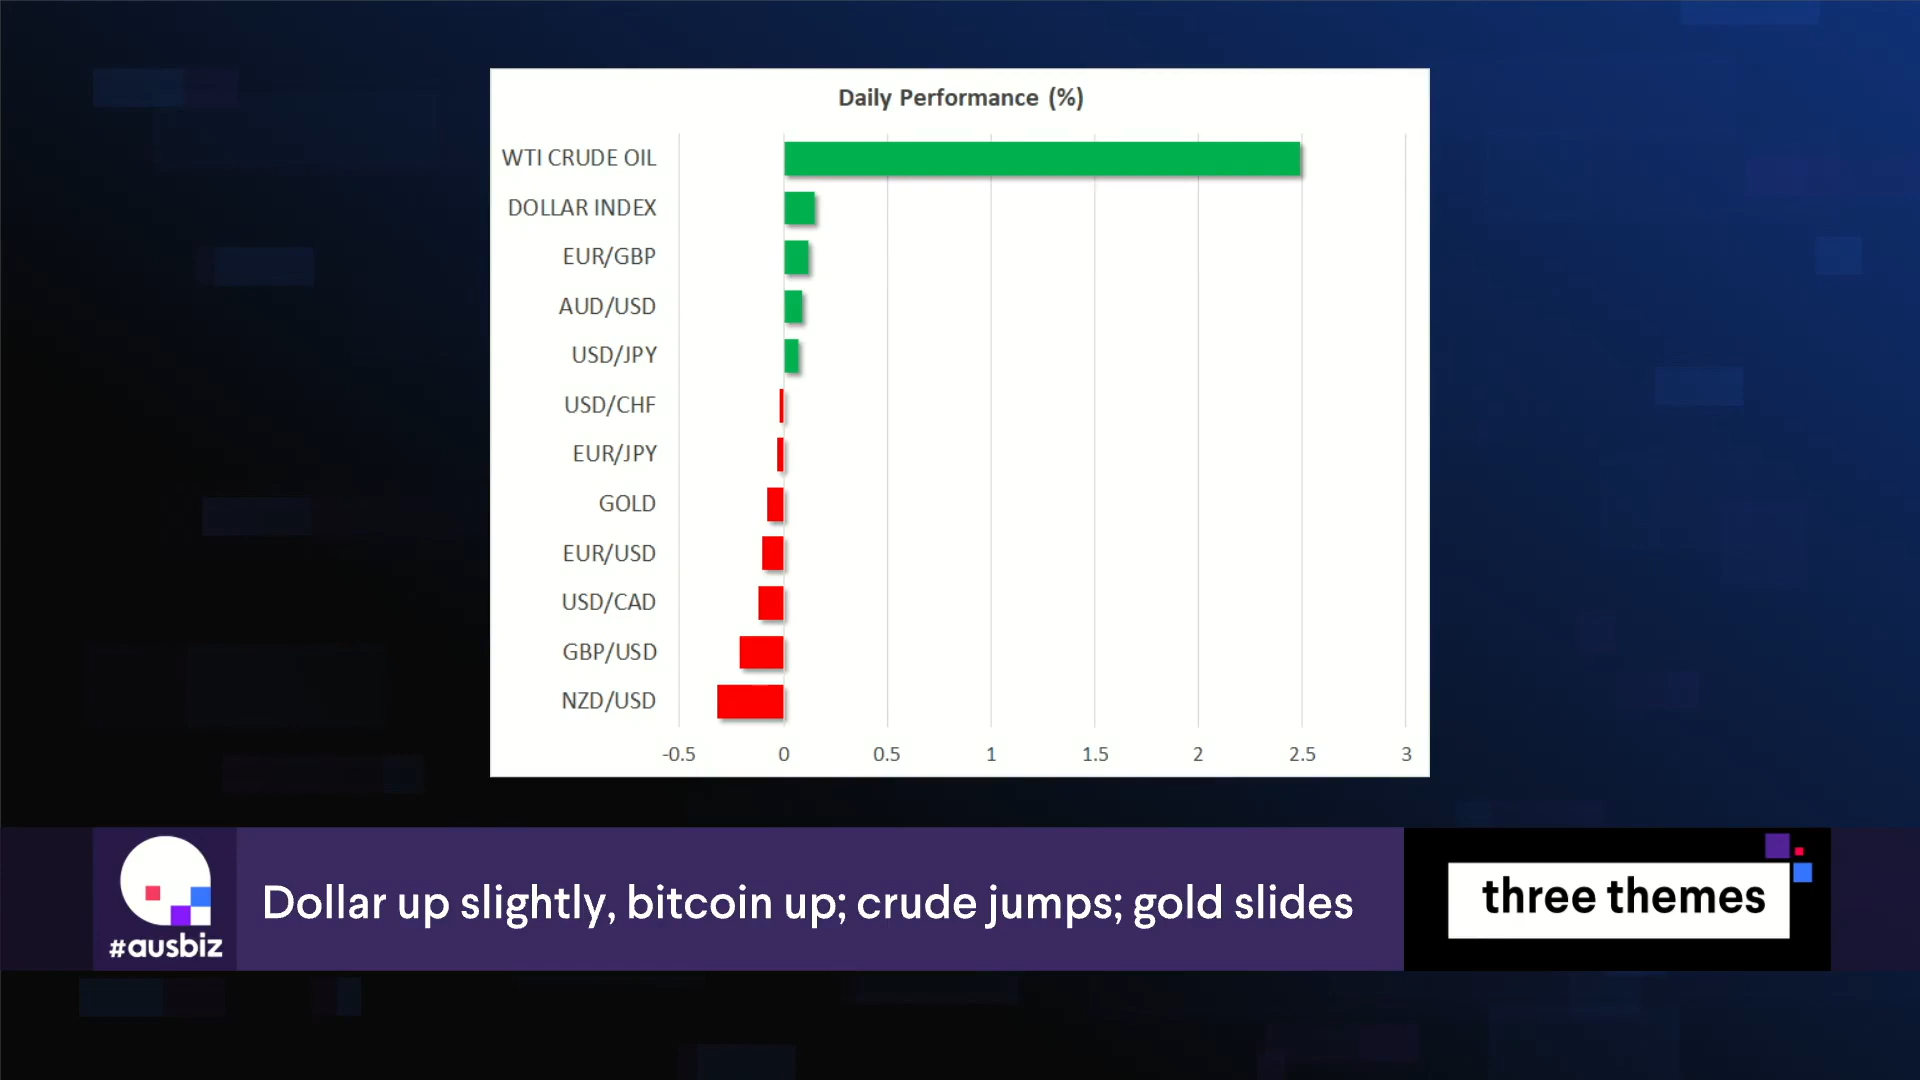 Daily Performance (%)
WTI CRUDE OIL
DOLLAR INDEX
EUR/GBP
AUD/USD
USD/JPY
USD/CHF
EUR/JPY
GOLD
EUR/USD
USD/CAD
GBP/USD
NZD/USD
-0.5 0 0.5 1 1.5 2 2.5 3
Dollar up slightly, bitcoin up; crude jumps; gold slides
three themes
#ausbiz